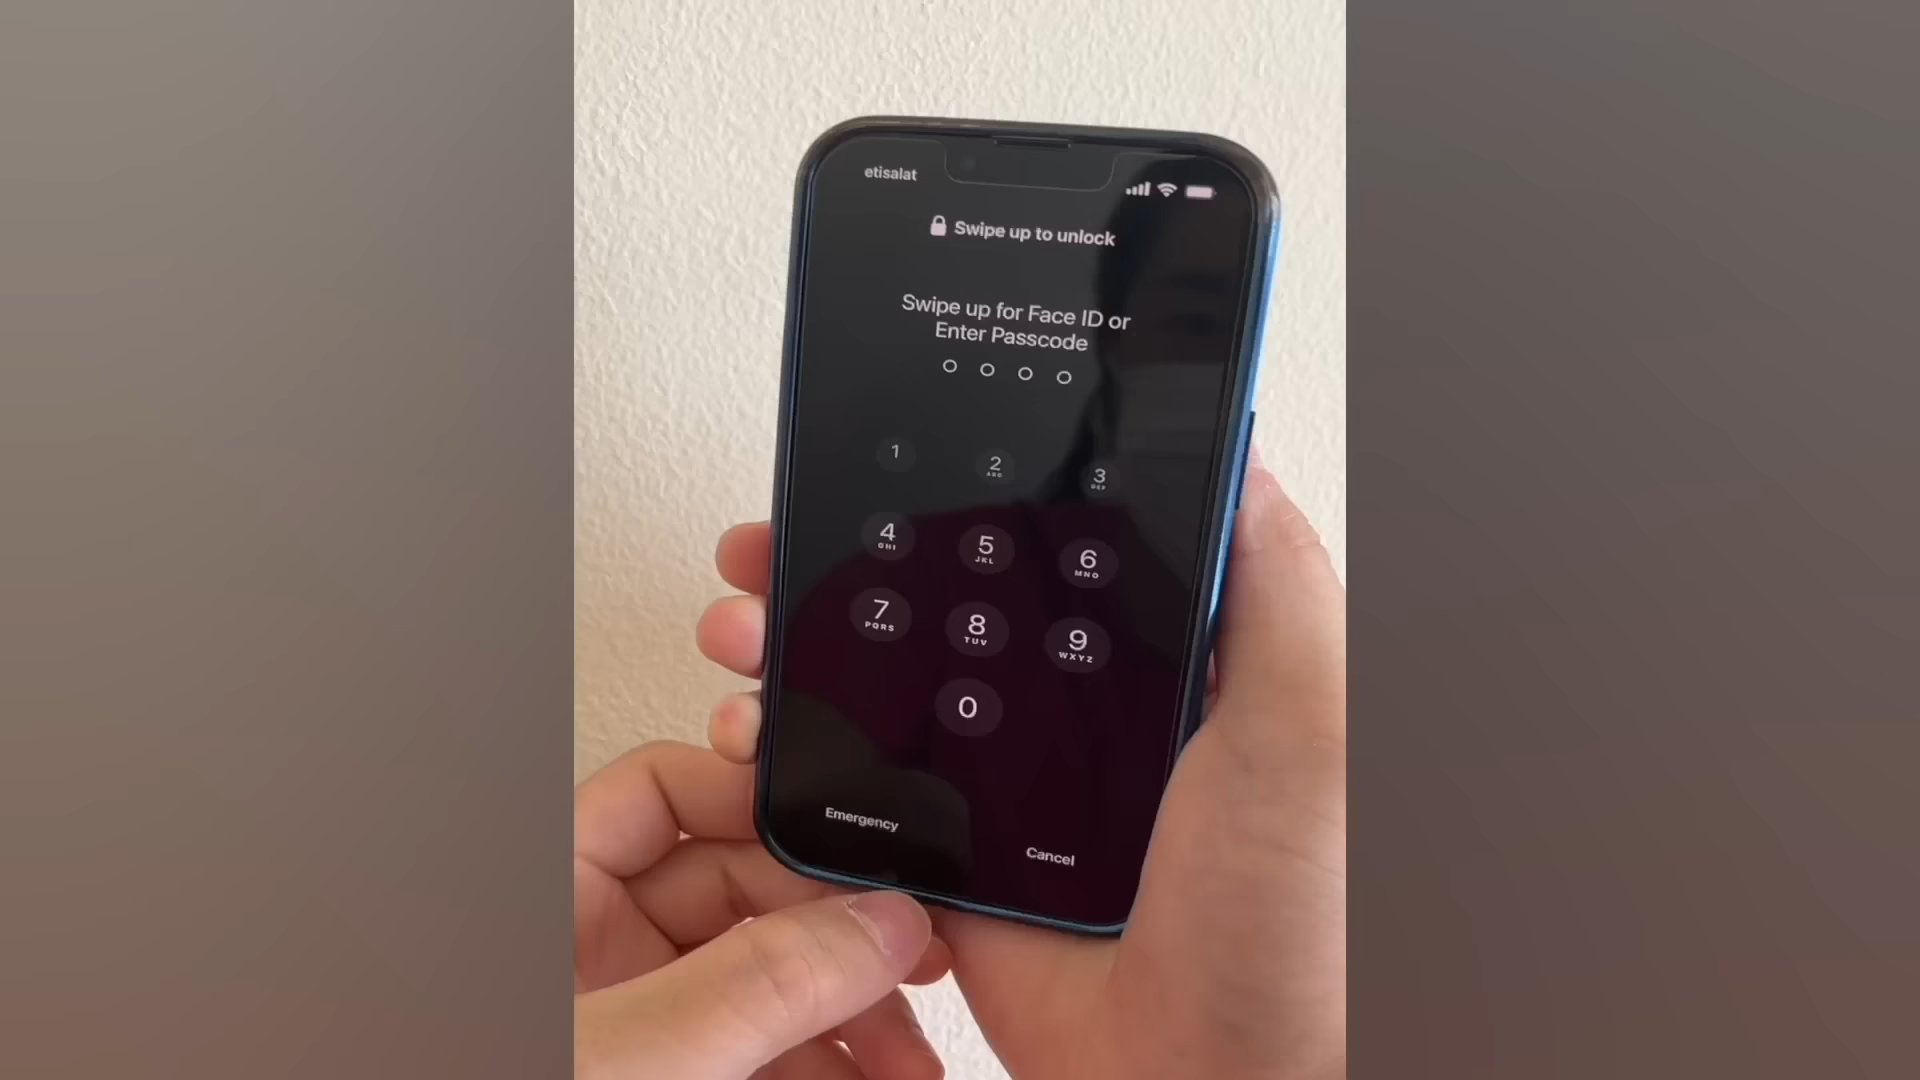 etisalat
Swipe up to unlock
Swipe up for Face ID or
Enter Passcode
1
2
ABC
3
DEF
4
GHI
5
JKL
6
MNO
7
PQRS
8
TUV
9
WXYZ
0
Emergency
Cancel